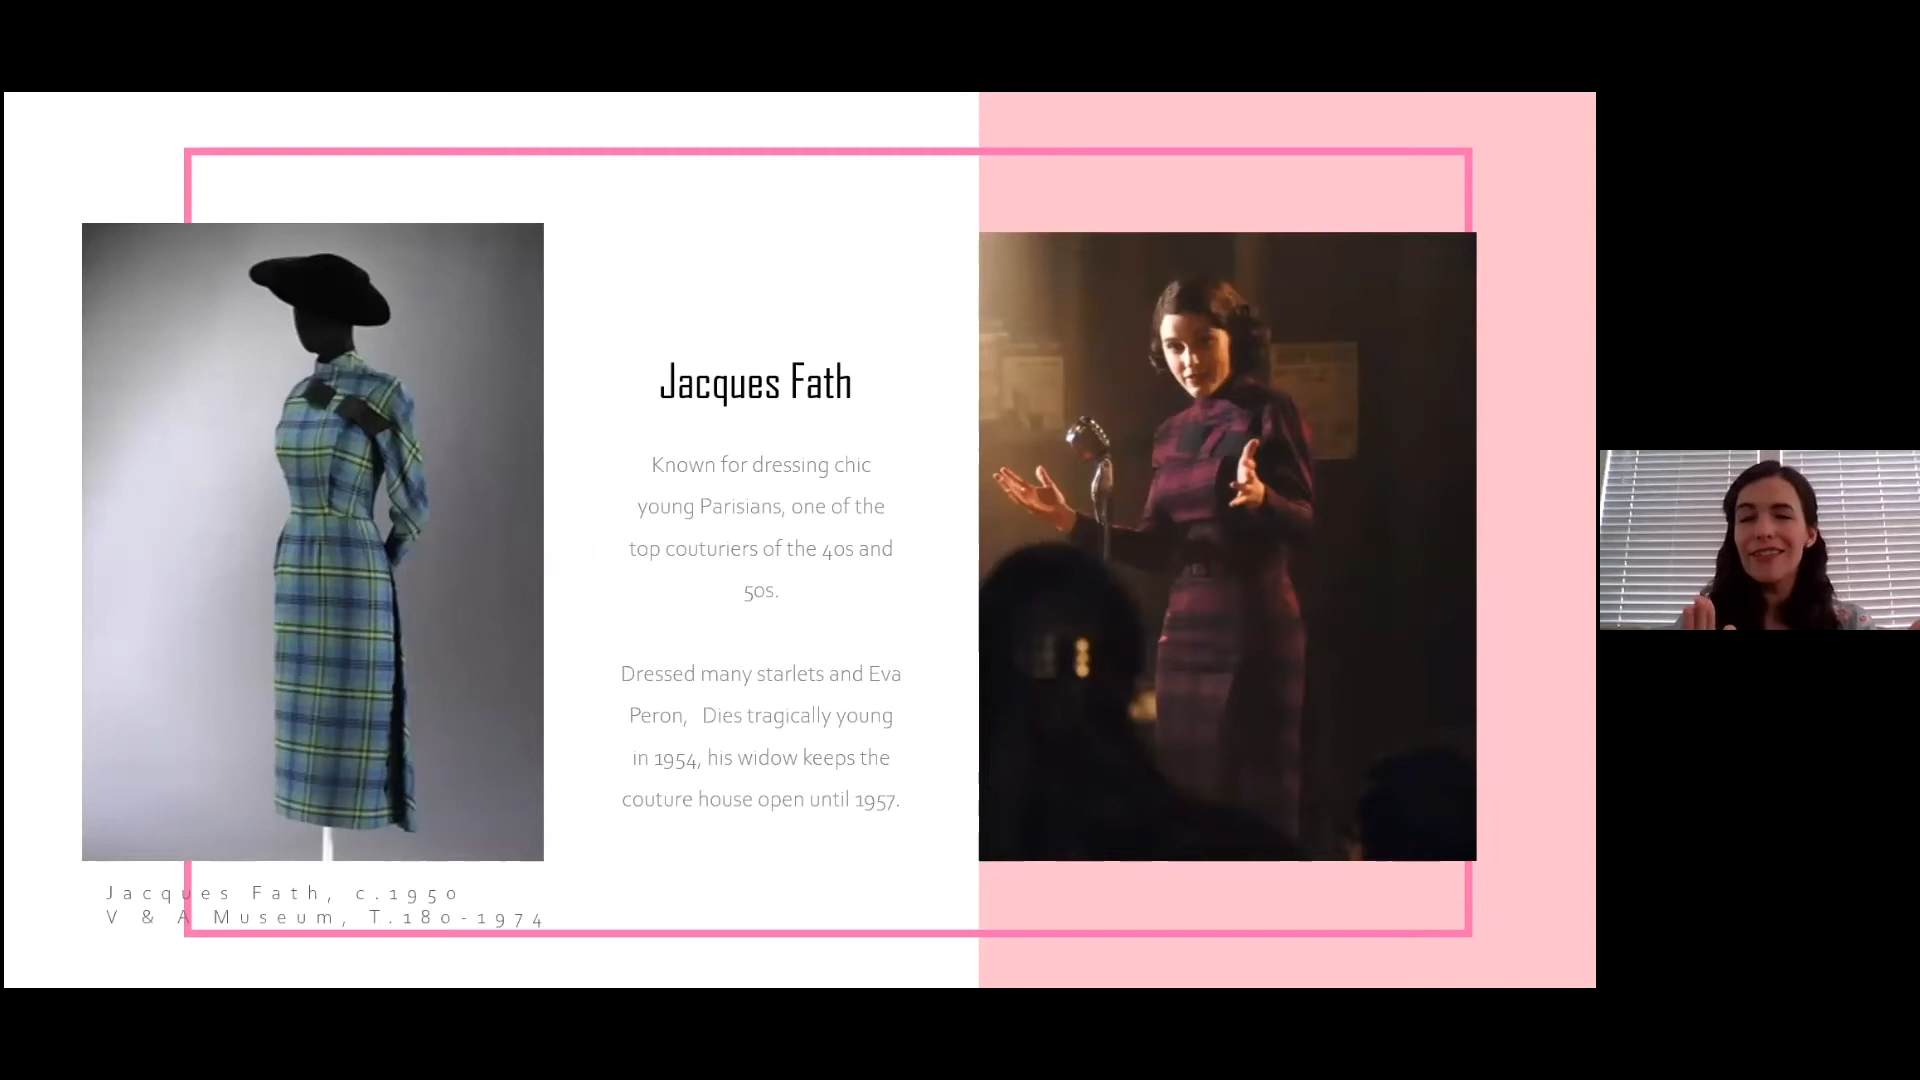 Jacques Fath
Known for dressing chic
young Parisians, one of the
top couturiers of the 40s and
50s.
Dressed many starlets and Eva
Peron, Dies tragically young
in 1954, his widow keeps the
couture house open until 1957.
Jacques Fath, c.1950
V & A Museum, T.180-1974